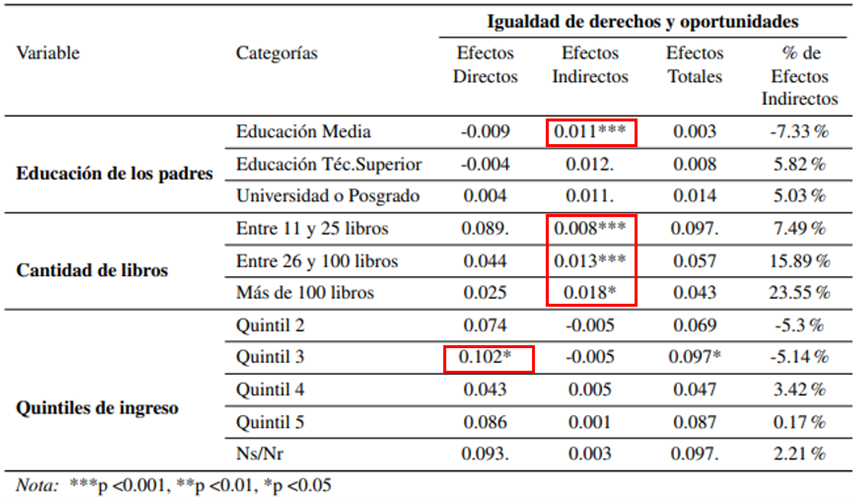 Igualdad de derechos y oportunidades
Variable Categorías Efectos Efectos Efectos % de
Directos Indirectos Totales Efectos
Indirectos
Educación Media -0.009 0.011*** 0.003 -7.33 %
Educación de los padres Educación Téc.Superior -0.004 0.012. 0.008 5.82 %
Universidad o Posgrado 0.004 0.011. 0.014 5.03 %
Entre 11 y 25 libros 0.089. 0.008*** 0.097. 7.49 %
Cantidad de libros Entre 26 y 100 libros 0.044 0.013*** 0.057 15.89 %
Más de 100 libros 0.025 0.018* 0.043 23.55 %
Quintil 2 0.074 -0.005 0.069 -5.3 %
Quintil 3 0.102* -0.005 0.097* -5.14 %
Quintiles de ingreso Quintil 4 0.043 0.005 0.047 3.42 %
Quintil 5 0.086 0.001 0.087 0.17 %
Ns/Nr 0.093. 0.003 0.097. 2.21 %
Nota: ***p <0.001, **p <0.01, *p <0.05